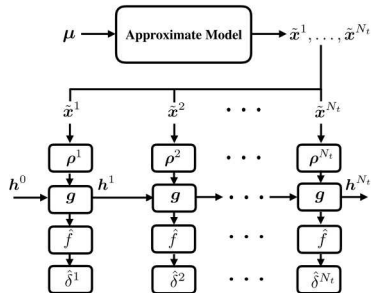 μ Approximate Model x̃¹, . . . , x̃^{N_t}
x̃¹ x̃² · · · x̃^{N_t}
ρ¹ ρ² · · · ρ^{N_t}
h⁰ g h¹ g · · · g h^{N_t}
f̂ f̂ · · · f̂
δ̂¹ δ̂² · · · δ̂^{N_t}